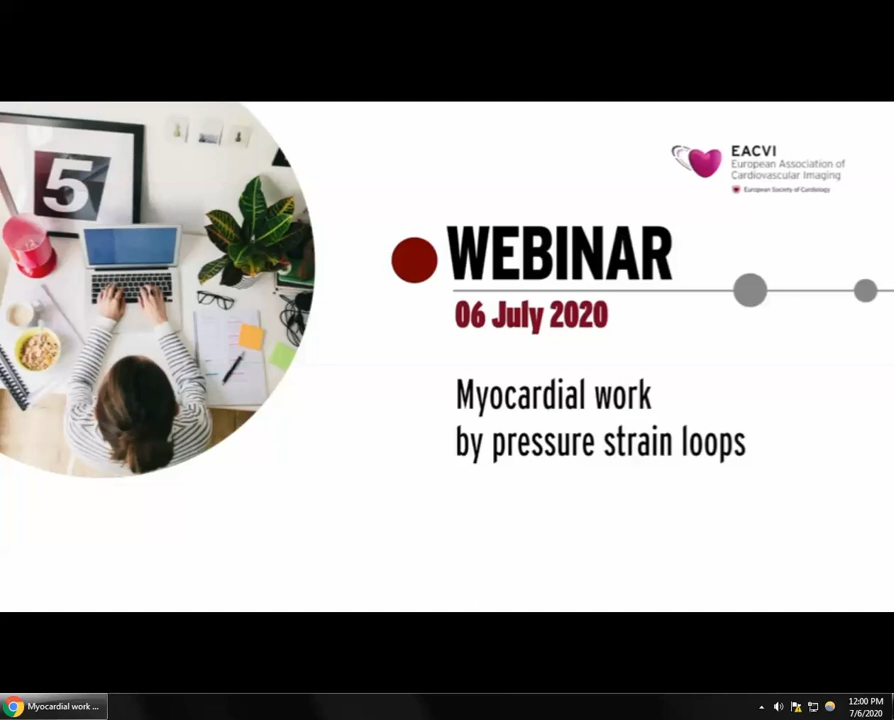 5
EACVI
European Association of
Cardiovascular Imaging
European Society of Cardiology
WEBINAR
06 July 2020
Myocardial work
by pressure strain loops
Myocardial work ...
12:00 PM
7/6/2020